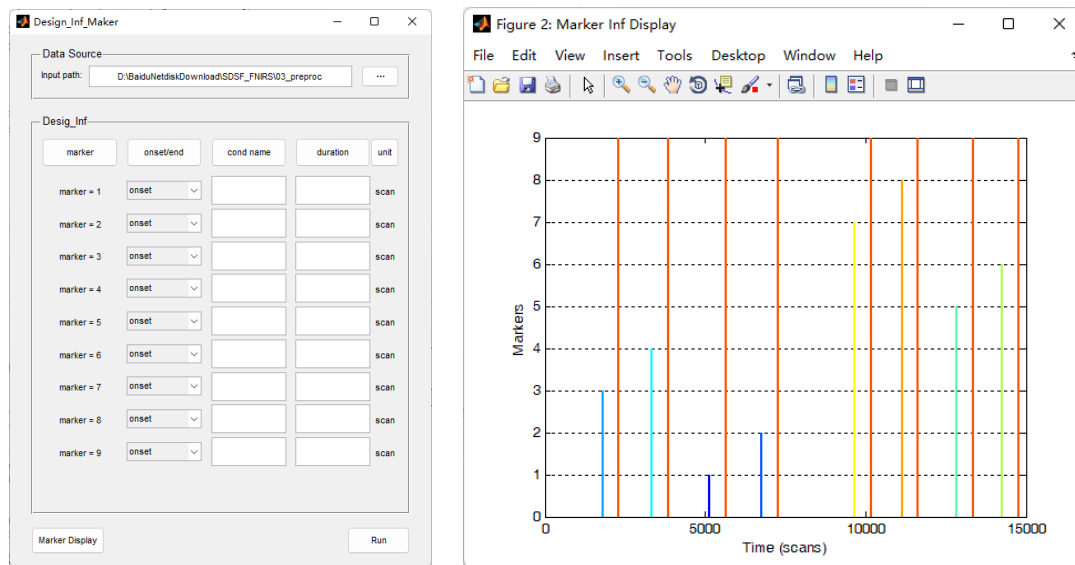 Design_Inf_Maker
Data Source
Input path: D:\BaiduNetdiskDownload\SDSF_FNIRS\03_preproc ...
Desig_Inf
marker onset/end cond name duration unit
marker = 1 onset scan
marker = 2 onset scan
marker = 3 onset scan
marker = 4 onset scan
marker = 5 onset scan
marker = 6 onset scan
marker = 7 onset scan
marker = 8 onset scan
marker = 9 onset scan
Marker Display Run
Figure 2: Marker Inf Display
File Edit View Insert Tools Desktop Window Help
9
8
7
6
5
4
3
2
1
0
Markers
0 5000 10000 15000
Time (scans)